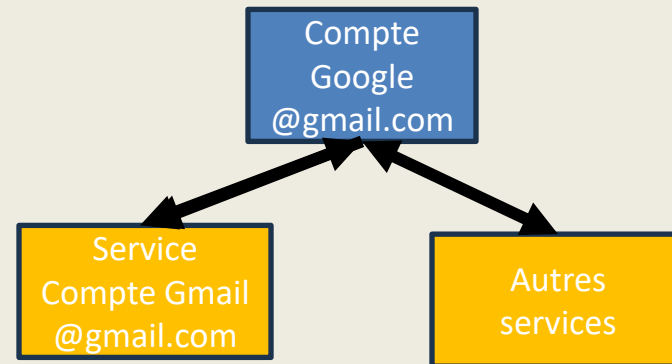 Compte
Google
@gmail.com
Service
Compte Gmail
@gmail.com
Autres
services